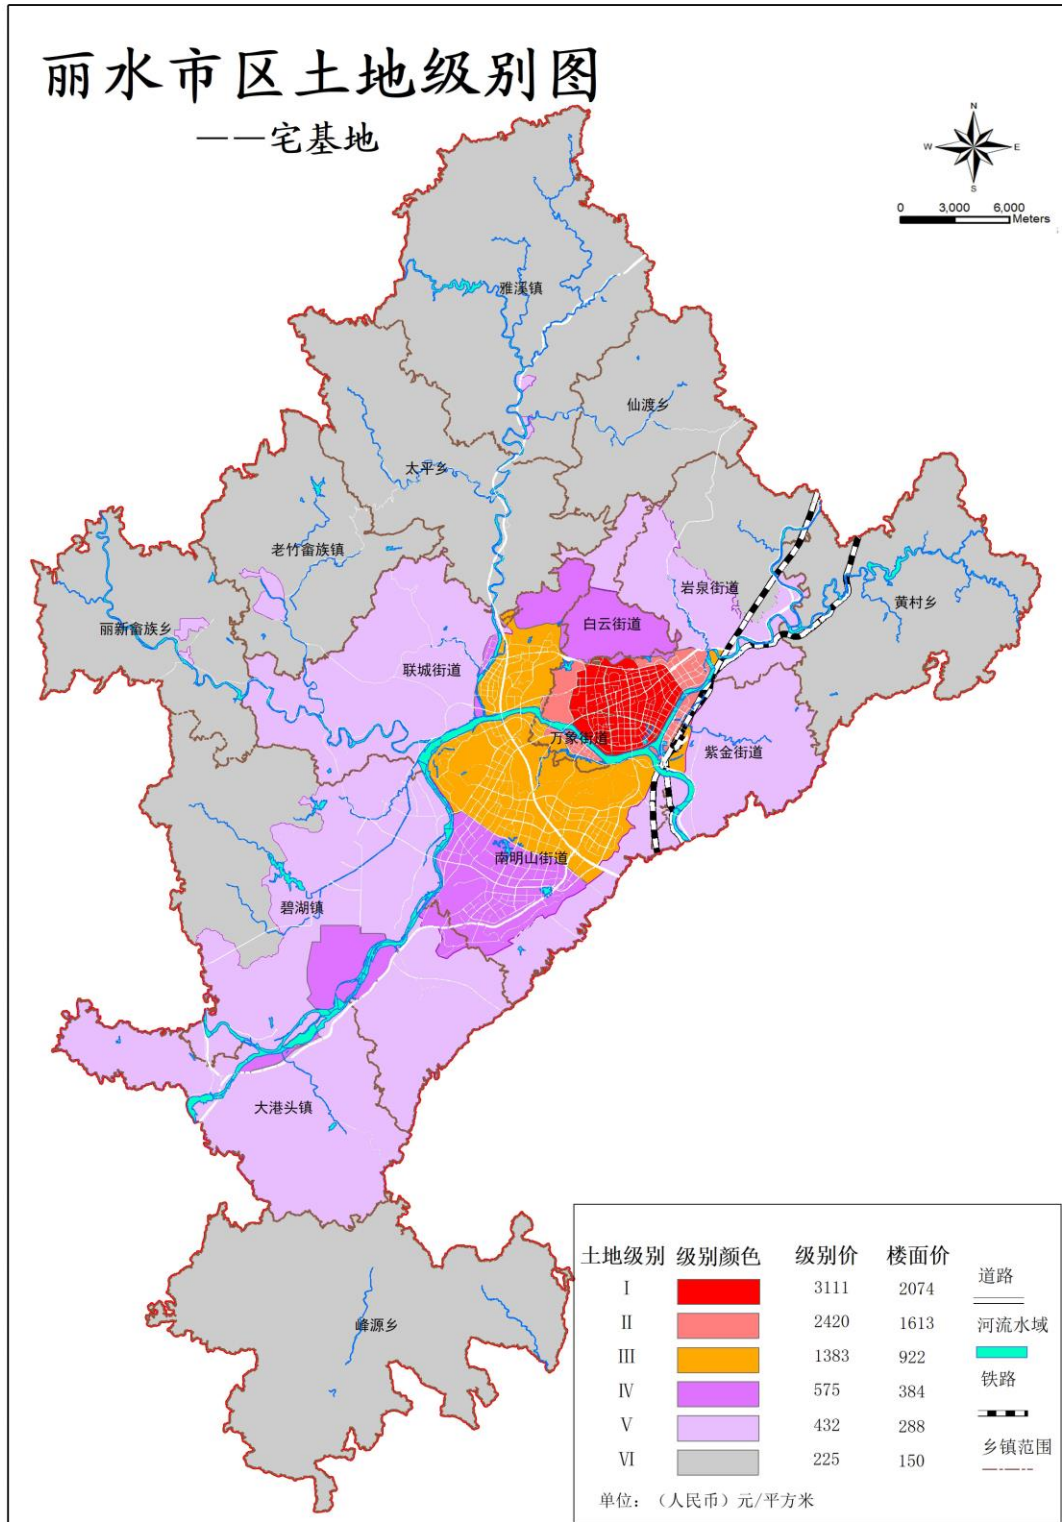 丽水市区土地级别图
——宅基地
N
W
E
S
0 3,000 6,000
Meters
雅溪镇
仙渡乡
太平乡
老竹畲族镇
岩泉街道
黄村乡
白云街道
丽新畲族乡
联城街道
万象街道
紫金街道
南明山街道
碧湖镇
大港头镇
峰源乡
土地级别 级别颜色 级别价 楼面价
I 3111 2074
II 2420 1613
III 1383 922
IV 575 384
V 432 288
VI 225 150
道路
河流水域
铁路
乡镇范围
单位：（人民币）元/平方米